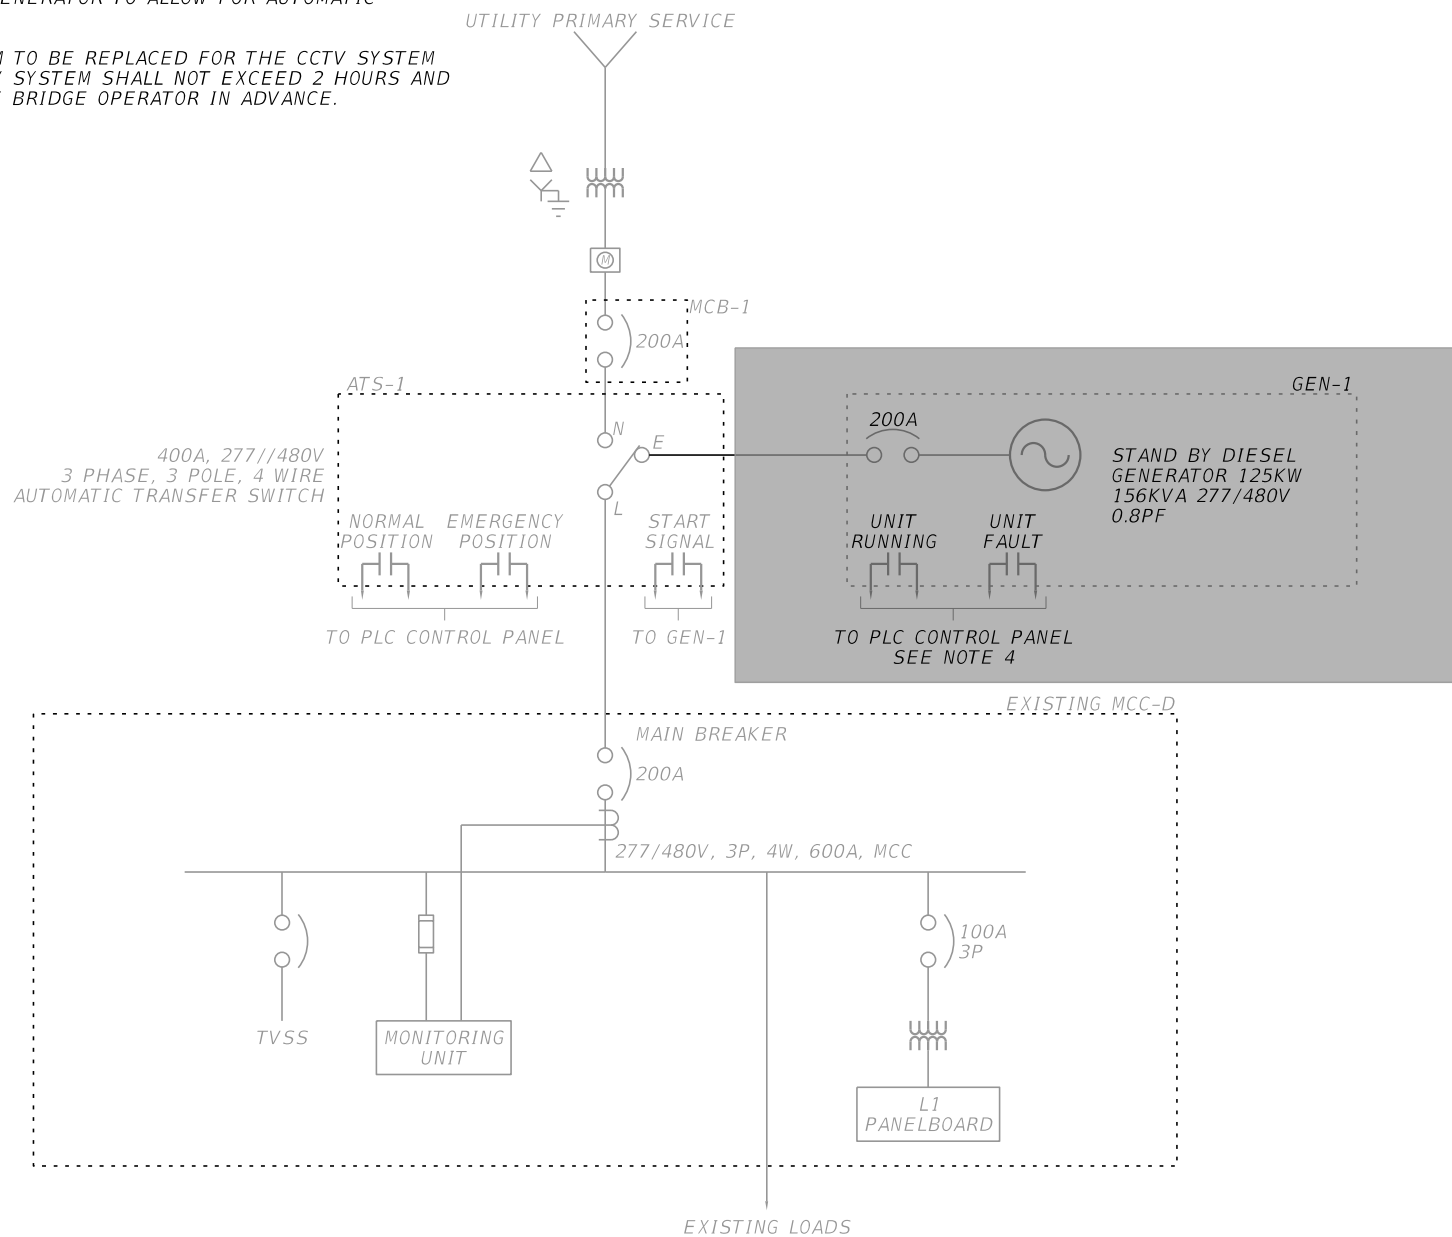 ENERATOR TO ALLOW FOR AUTOMATIC
TO BE REPLACED FOR THE CCTV SYSTEM
SYSTEM SHALL NOT EXCEED 2 HOURS AND
BRIDGE OPERATOR IN ADVANCE.
UTILITY PRIMARY SERVICE
M
MCB-1
200A
ATS-1
400A, 277//480V
3 PHASE, 3 POLE, 4 WIRE
AUTOMATIC TRANSFER SWITCH
N
E
L
NORMAL
POSITION
EMERGENCY
POSITION
START
SIGNAL
TO PLC CONTROL PANEL
TO GEN-1
GEN-1
200A
STAND BY DIESEL
GENERATOR 125KW
156KVA 277/480V
0.8PF
UNIT
RUNNING
UNIT
FAULT
TO PLC CONTROL PANEL
SEE NOTE 4
EXISTING MCC-D
MAIN BREAKER
200A
277/480V, 3P, 4W, 600A, MCC
TVSS
MONITORING
UNIT
100A
3P
L1
PANELBOARD
EXISTING LOADS